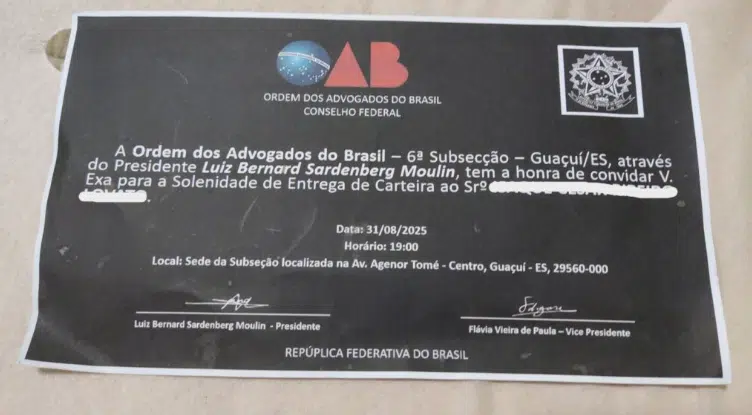 OAB
ORDEM DOS ADVOGADOS DO BRASIL
CONSELHO FEDERAL
A Ordem dos Advogados do Brasil – 6ª Subsecção – Guaçuí/ES, através
do Presidente Luiz Bernard Sardenberg Moulin, tem a honra de convidar V.
Exa para a Solenidade de Entrega de Carteira ao Srº
Data: 31/08/2025
Horário: 19:00
Local: Sede da Subseção localizada na Av. Agenor Tomé - Centro, Guaçuí - ES, 29560-000
Luiz Bernard Sardenberg Moulin - Presidente
Flávia Vieira de Paula – Vice Presidente
REPÚPLICA FEDERATIVA DO BRASIL